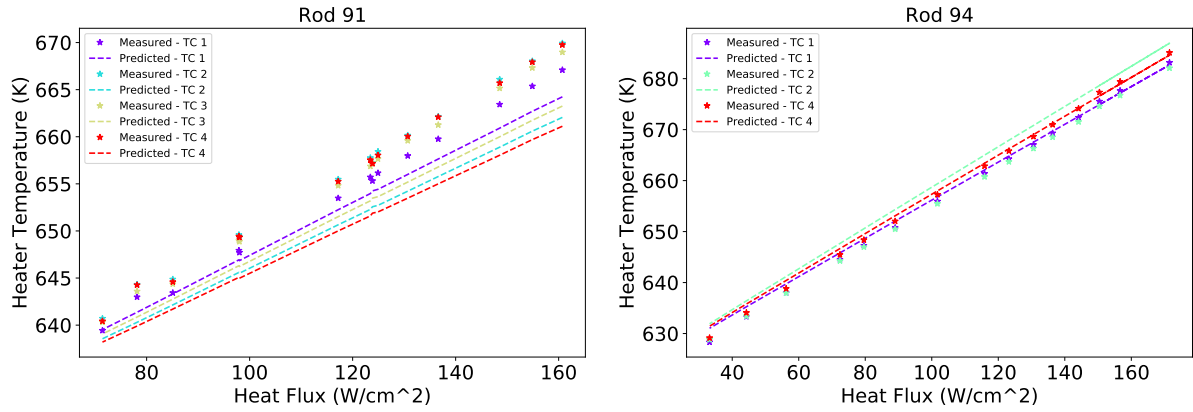 Rod 91
Measured - TC 1
Predicted - TC 1
Measured - TC 2
Predicted - TC 2
Measured - TC 3
Predicted - TC 3
Measured - TC 4
Predicted - TC 4
670
665
660
655
650
645
640
Heater Temperature (K)
80
100
120
140
160
Heat Flux (W/cm^2)
Rod 94
Measured - TC 1
Predicted - TC 1
Measured - TC 2
Predicted - TC 2
Measured - TC 4
Predicted - TC 4
680
670
660
650
640
630
Heater Temperature (K)
40
60
80
100
120
140
160
Heat Flux (W/cm^2)